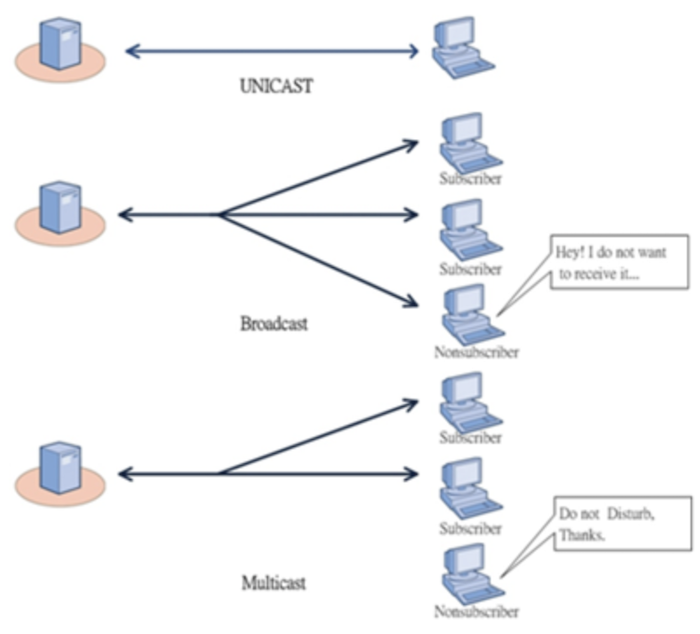 UNICAST
Subscriber
Subscriber
Hey! I do not want
to receive it...
Broadcast
Nonsubscriber
Subscriber
Subscriber
Do not Disturb,
Thanks.
Multicast
Nonsubscriber